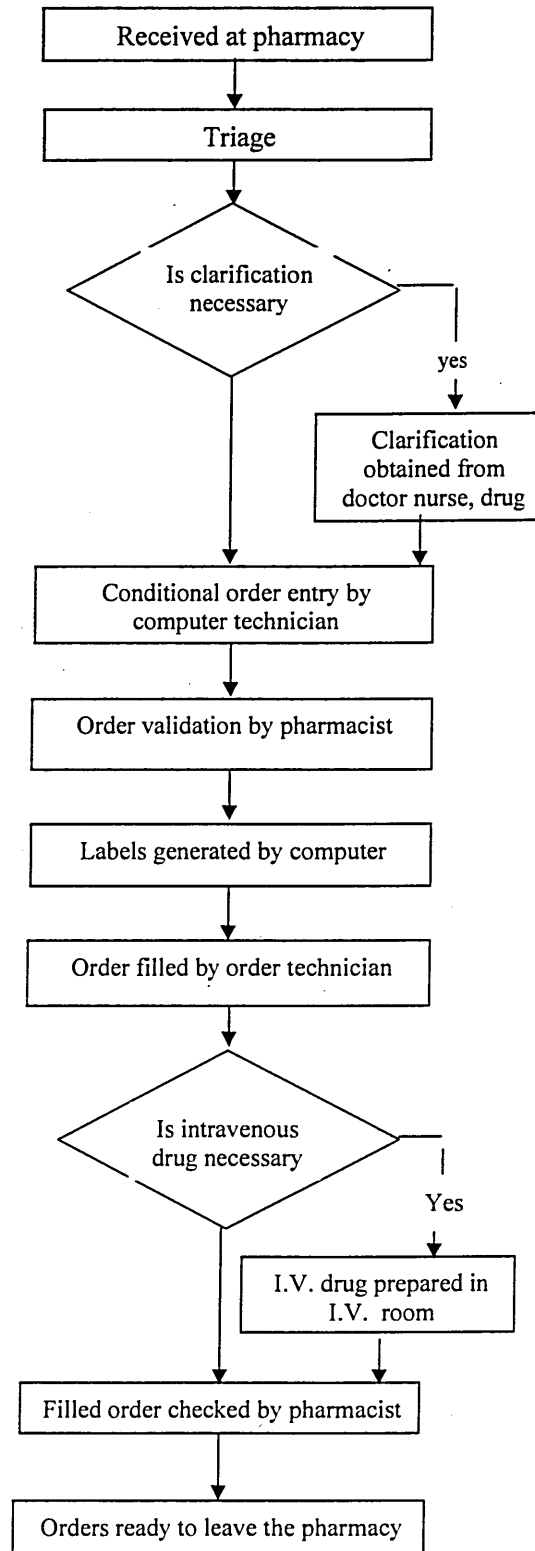 Received at pharmacy
Triage
Is clarification
necessary
yes
Clarification
obtained from
doctor nurse, drug
Conditional order entry by
computer technician
Order validation by pharmacist
Labels generated by computer
Order filled by order technician
Is intravenous
drug necessary
Yes
I.V. drug prepared in
I.V. room
Filled order checked by pharmacist
Orders ready to leave the pharmacy